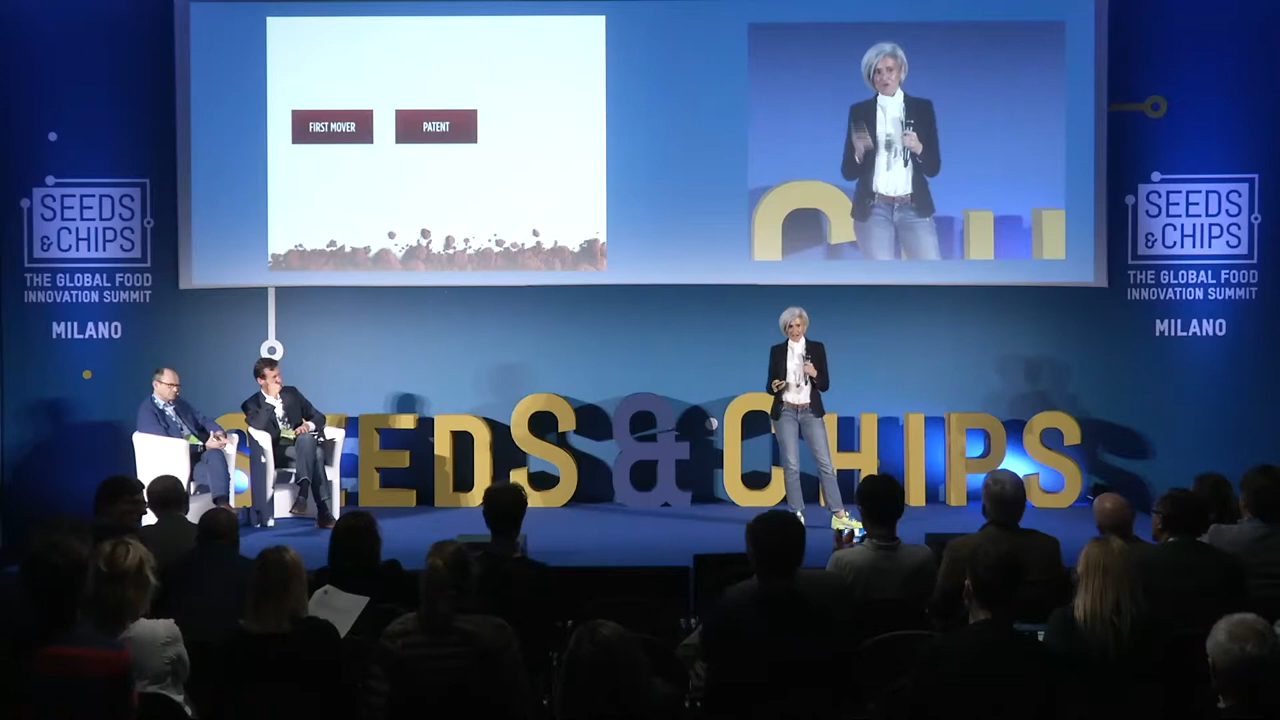 FIRST MOVER
PATENT
SEEDS
& CHIPS
THE GLOBAL FOOD
INNOVATION SUMMIT
MILANO
SEEDS
& CHIPS
THE GLOBAL FOOD
INNOVATION SUMMIT
MILANO
SEEDS & CHIPS